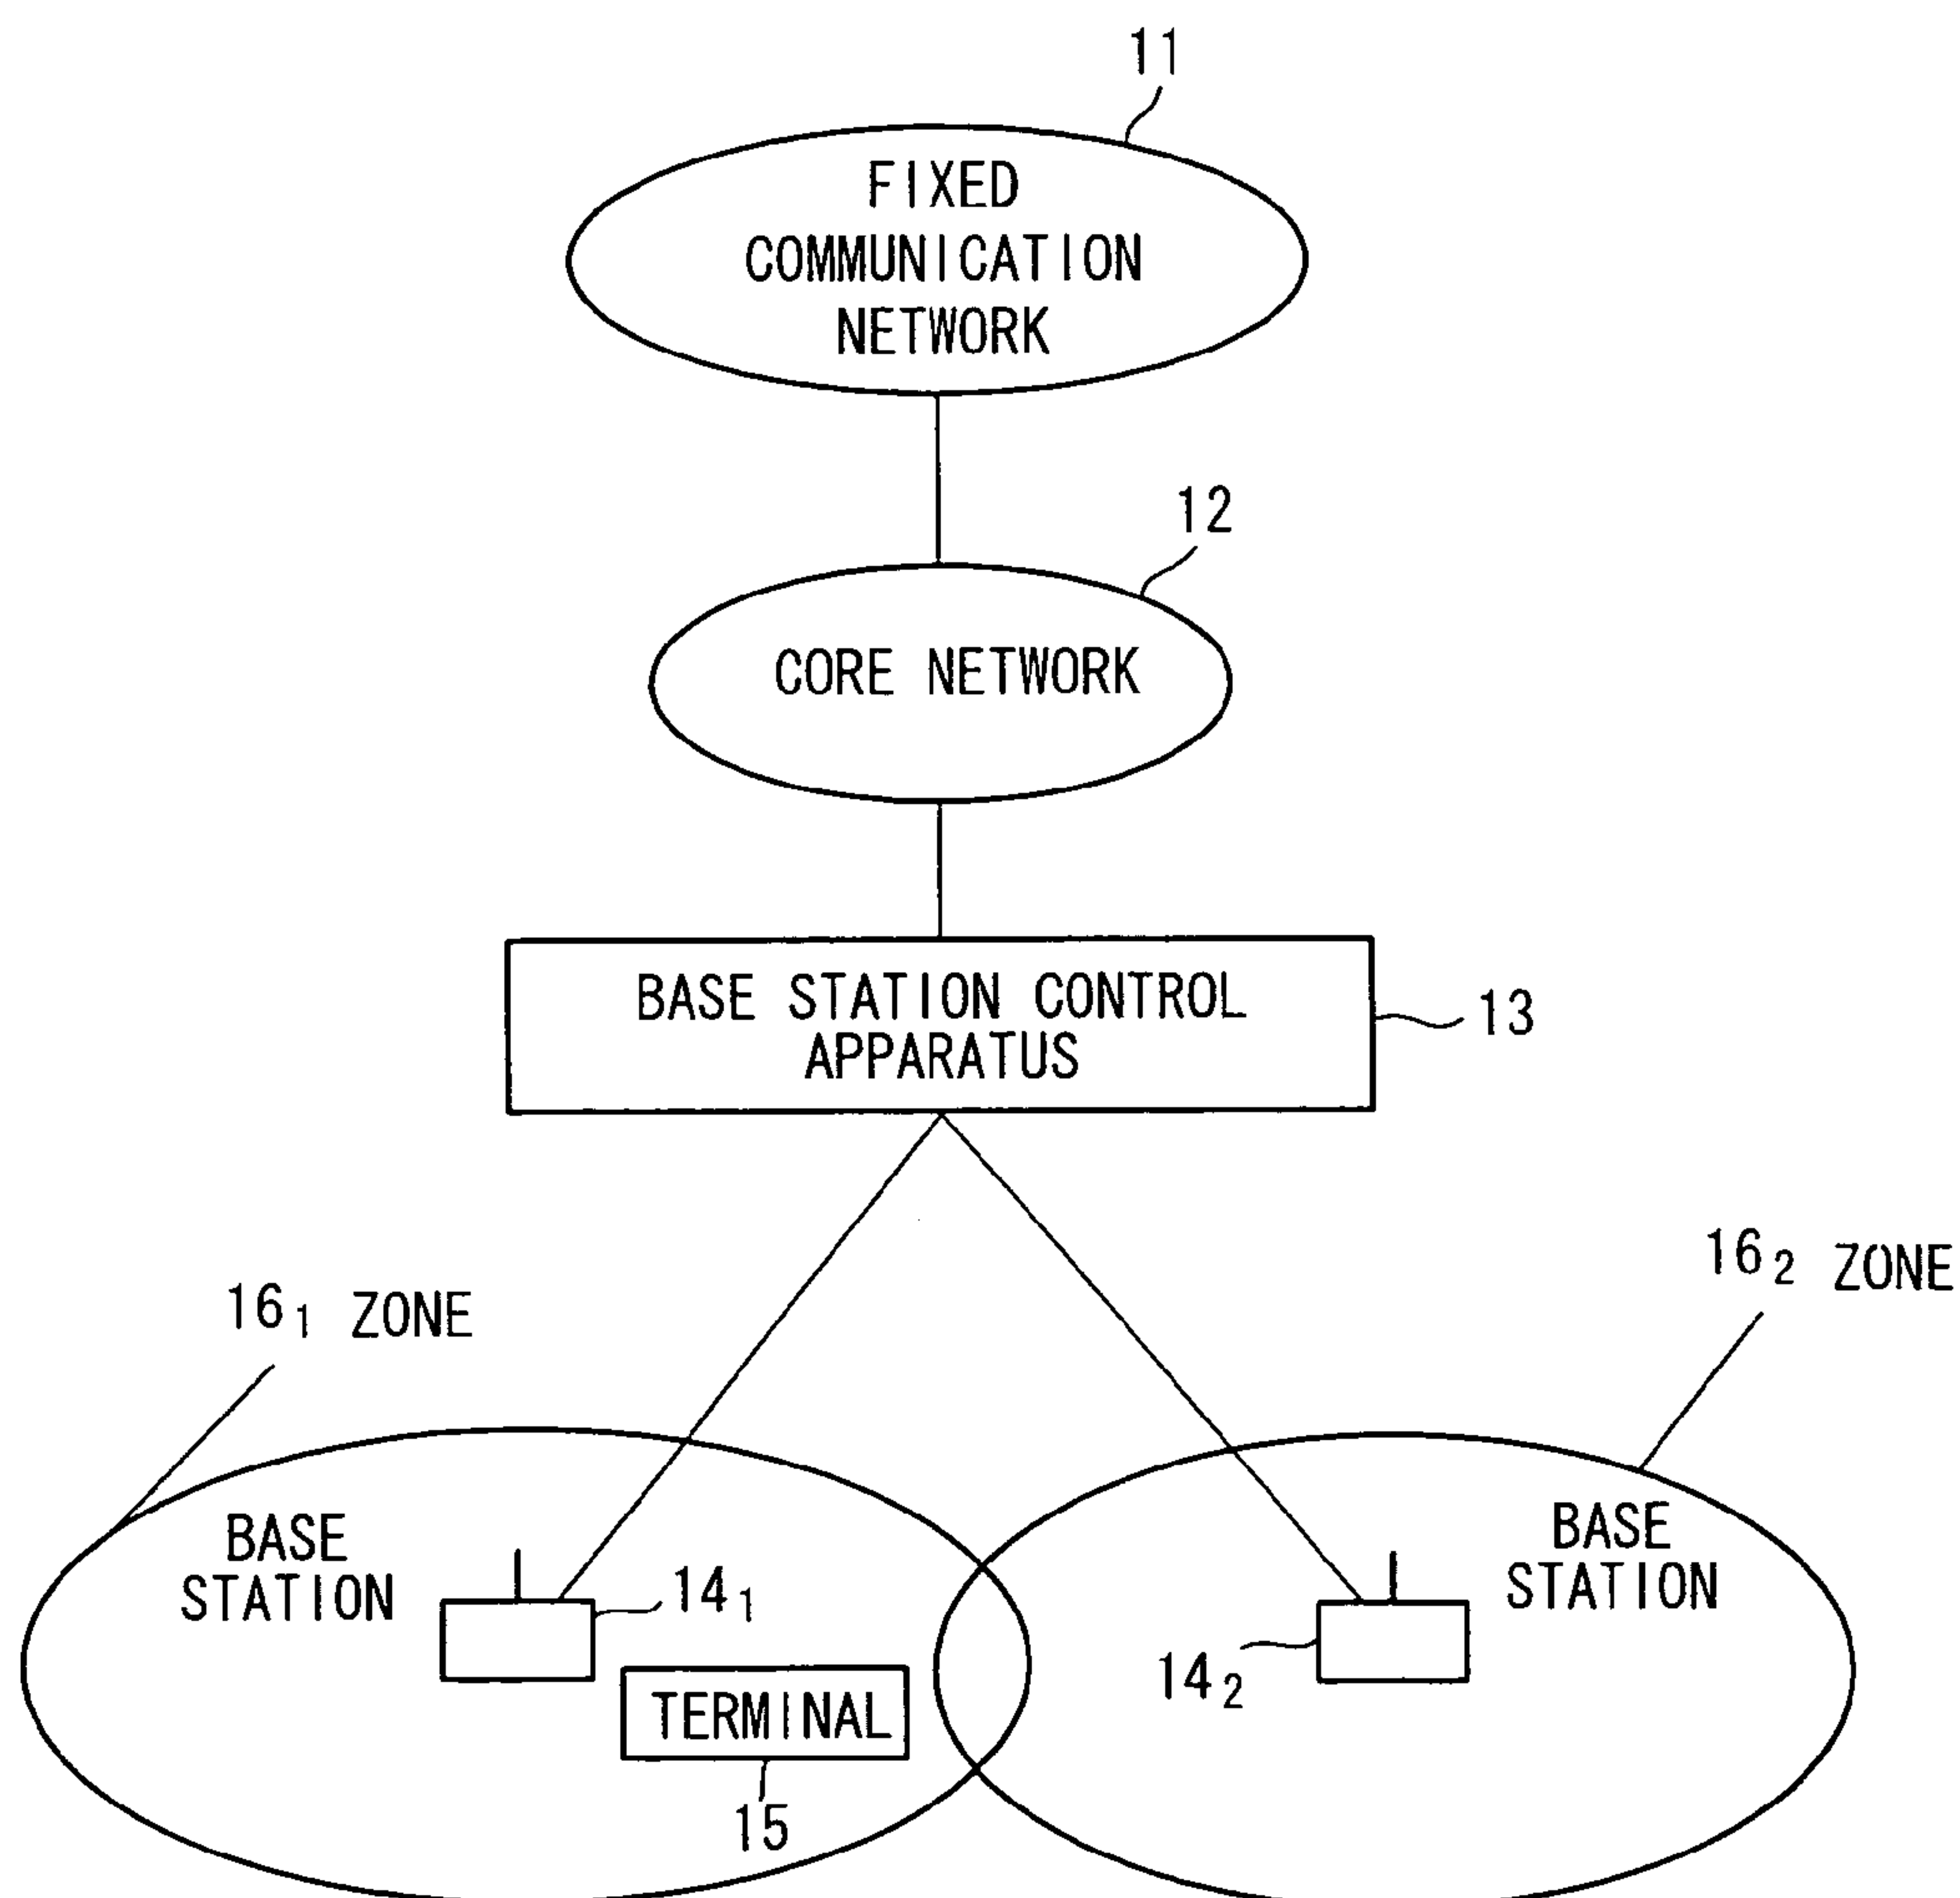 11
FIXED
COMMUNICATION
NETWORK
12
CORE NETWORK
BASE STATION CONTROL
APPARATUS
13
16₂ ZONE
16₁ ZONE
BASE
STATION
14₁
BASE
STATION
14₂
TERMINAL
15